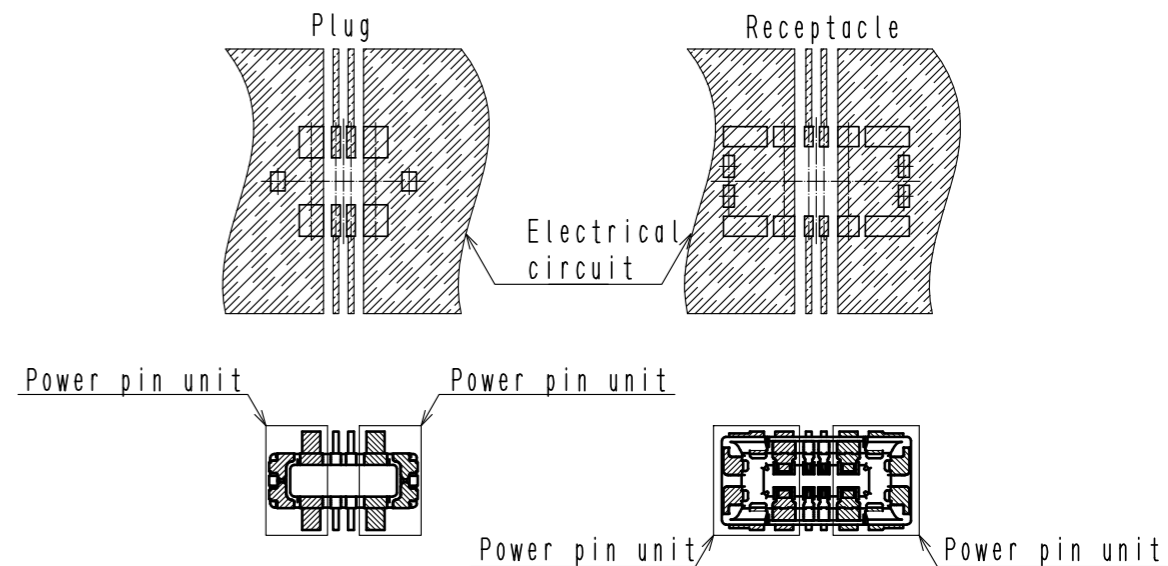 Plug
Receptacle
Electrical
circuit
Power pin unit
Power pin unit
Power pin unit
Power pin unit